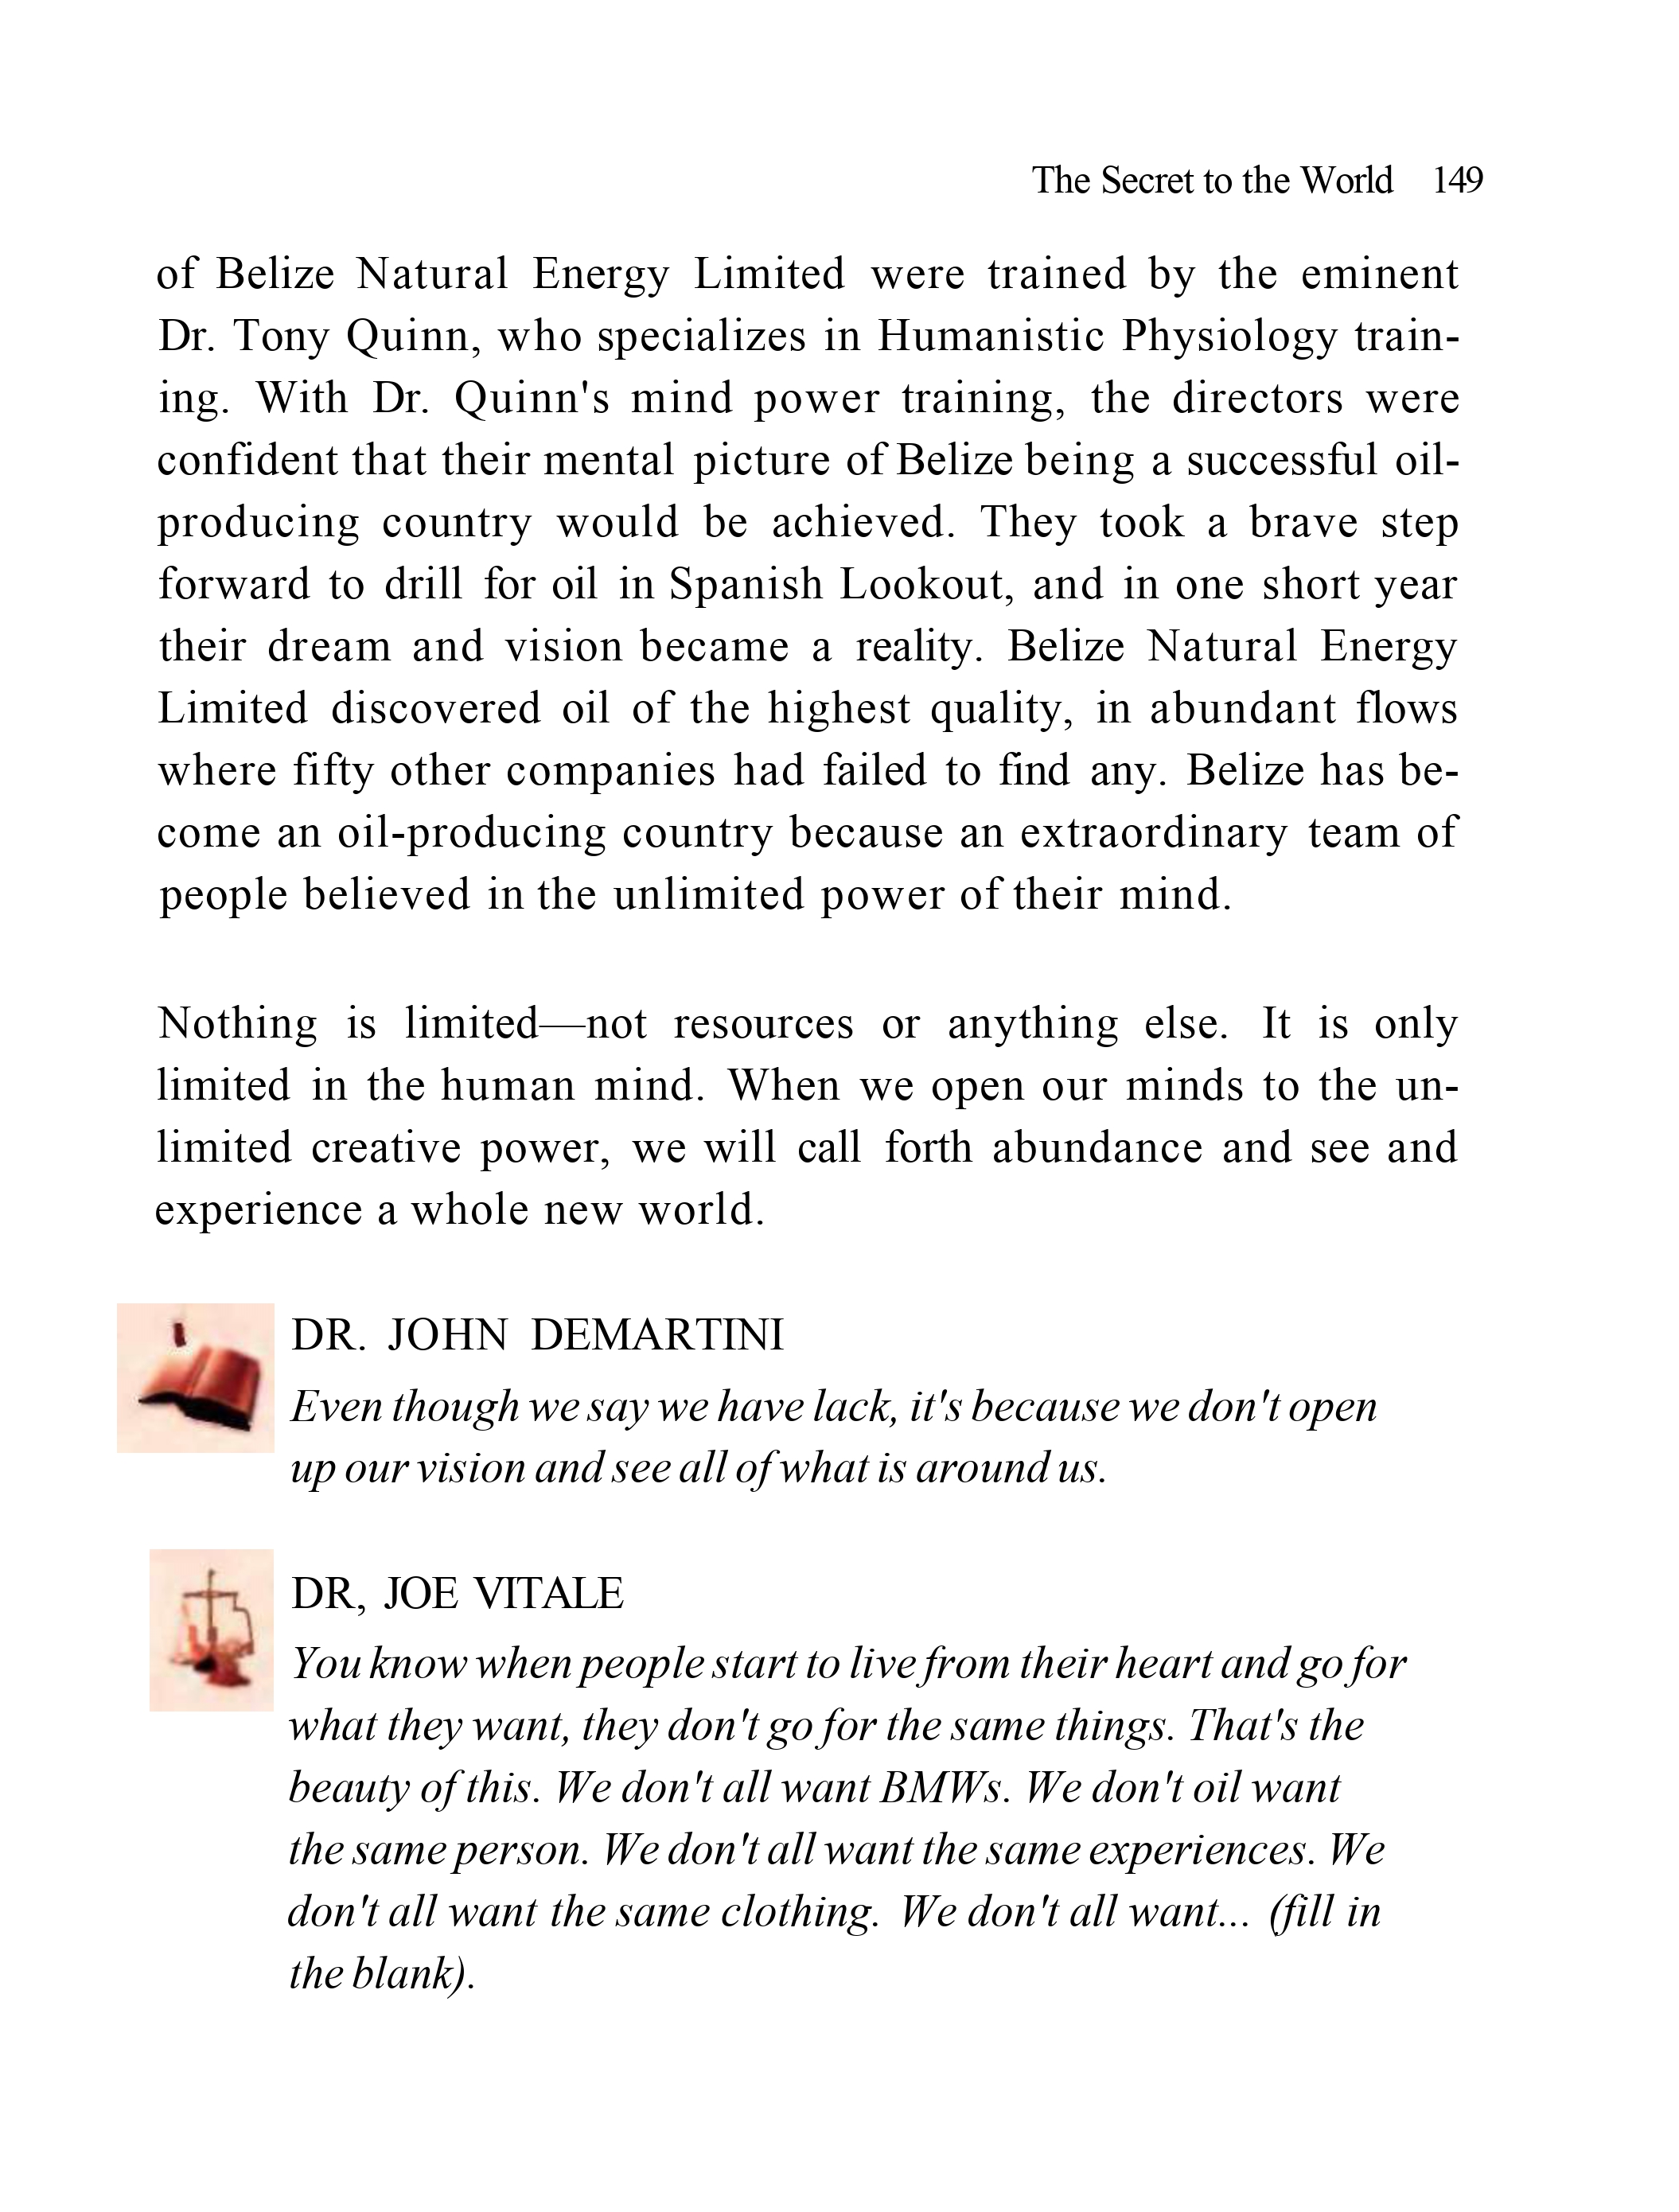 The Secret to the World 149
of Belize Natural Energy Limited were trained by the eminent
Dr. Tony Quinn, who specializes in Humanistic Physiology train-
ing. With Dr. Quinn's mind power training, the directors were
confident that their mental picture of Belize being a successful oil-
producing country would be achieved. They took a brave step
forward to drill for oil in Spanish Lookout, and in one short year
their dream and vision became a reality. Belize Natural Energy
Limited discovered oil of the highest quality, in abundant flows
where fifty other companies had failed to find any. Belize has be-
come an oil-producing country because an extraordinary team of
people believed in the unlimited power of their mind.
Nothing is limited—not resources or anything else. It is only
limited in the human mind. When we open our minds to the un-
limited creative power, we will call forth abundance and see and
experience a whole new world.
DR. JOHN DEMARTINI
Even though we say we have lack, it's because we don't open
up our vision and see all of what is around us.
DR, JOE VITALE
You know when people start to live from their heart and go for
what they want, they don't go for the same things. That's the
beauty of this. We don't all want BMWs. We don't oil want
the same person. We don't all want the same experiences. We
don't all want the same clothing. We don't all want... (fill in
the blank).